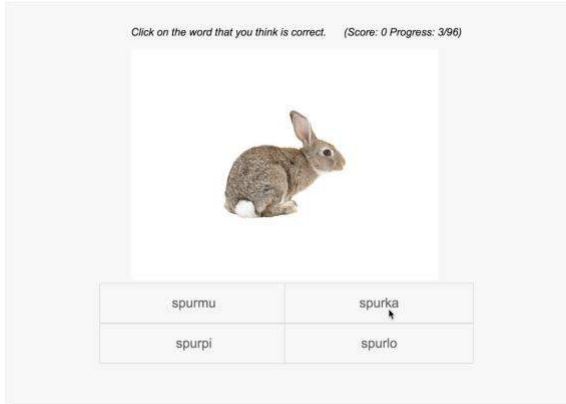 Click on the word that you think is correct. (Score: 0 Progress: 3/96)
spurmu spurka
spurpi spurlo